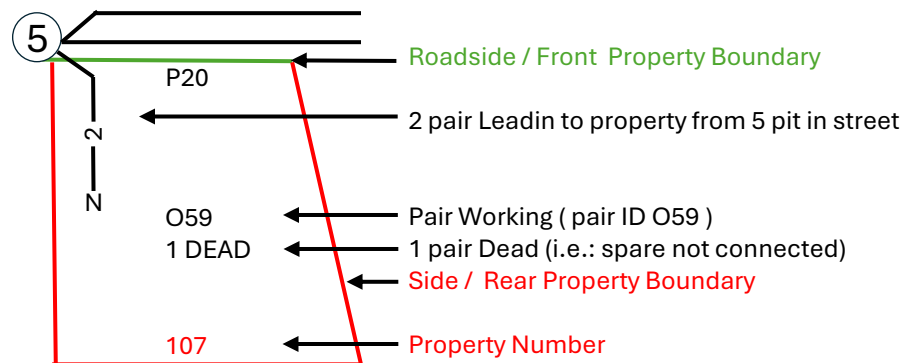 5
Roadside / Front Property Boundary
P20
2 pair Leadin to property from 5 pit in street
2
N
O59
Pair Working ( pair ID O59 )
1 DEAD
1 pair Dead (i.e.: spare not connected)
Side / Rear Property Boundary
107
Property Number